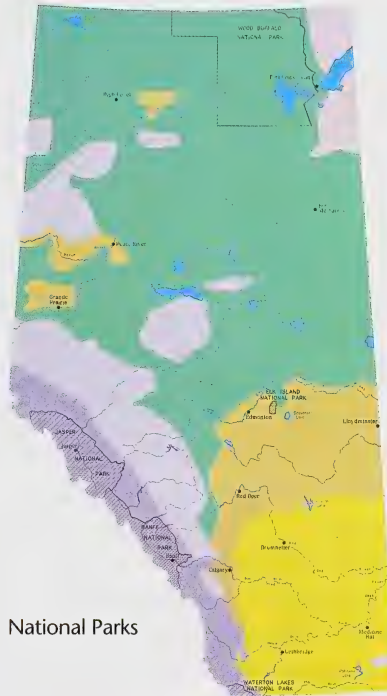 WOOD BUFFALO
NATIONAL PARK
Peace River
Grande
Prairie
ELK ISLAND
NATIONAL PARK
Edmonton
Lloydminster
JASPER
NATIONAL
PARK
Red Deer
BANFF
NATIONAL
PARK
Banff
Drumheller
Calgary
Medicine
Hat
Lethbridge
WATERTON LAKES
NATIONAL PARK
National Parks